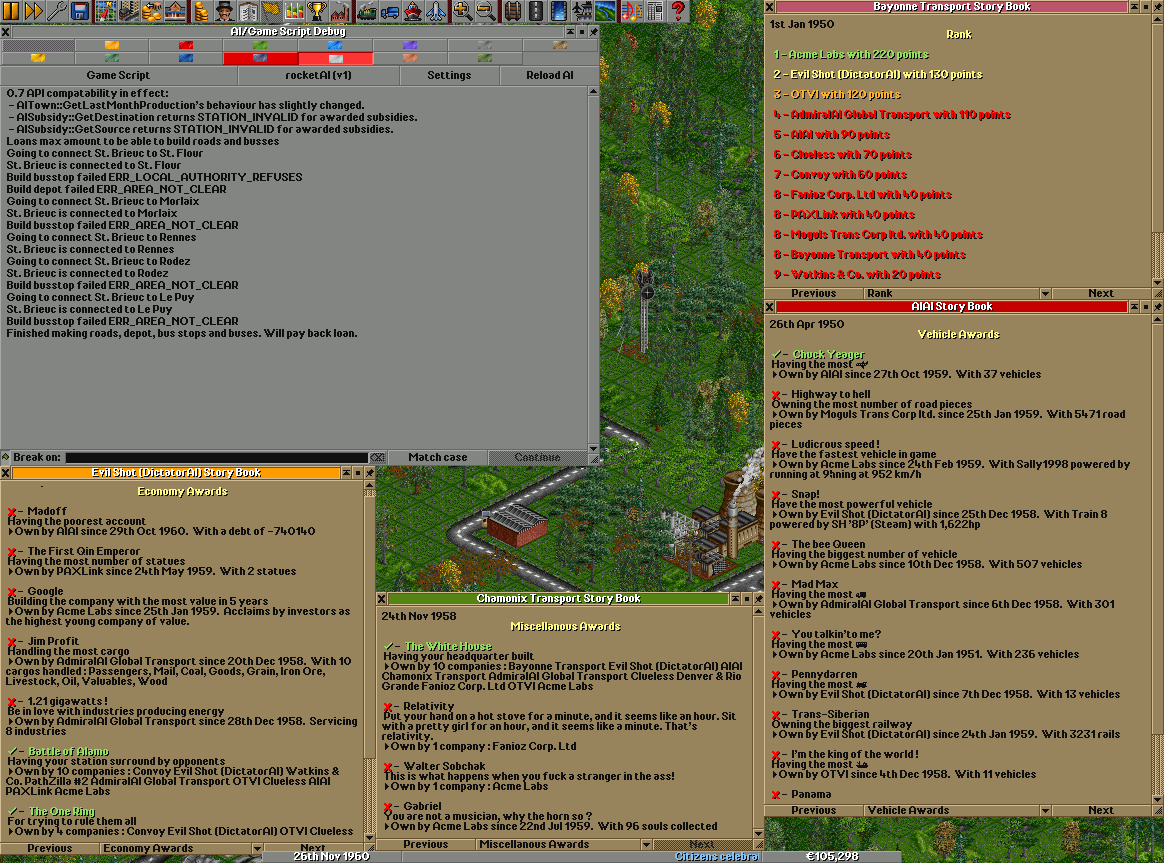 AI/Game Script Debug
Game Script
rocketAI (v1)
Settings
Reload AI
0.7 API compatability in effect:
- AITown::GetLastMonthProduction's behaviour has slightly changed.
- AISubsidy::GetDestination returns STATION_INVALID for awarded subsidies.
- AISubsidy::GetSource returns STATION_INVALID for awarded subsidies.
Loans max amount to be able to build roads and busses
Going to connect St. Brieuc to St. Flour
St. Brieuc is connected to St. Flour
Build busstop failed ERR_LOCAL_AUTHORITY_REFUSES
Build depot failed ERR_AREA_NOT_CLEAR
Going to connect St. Brieuc to Morlaix
St. Brieuc is connected to Morlaix
Build busstop failed ERR_AREA_NOT_CLEAR
Going to connect St. Brieuc to Rennes
St. Brieuc is connected to Rennes
Going to connect St. Brieuc to Rodez
St. Brieuc is connected to Rodez
Build busstop failed ERR_AREA_NOT_CLEAR
Going to connect St. Brieuc to Le Puy
St. Brieuc is connected to Le Puy
Build busstop failed ERR_AREA_NOT_CLEAR
Finished making roads, depot, bus stops and buses. Will pay back loan.
Break on:
Match case
Continue
Bayonne Transport Story Book
1st Jan 1950
Rank
1 - Acme Labs with 220 points
2 - Evil Shot (DictatorAI) with 130 points
3 - OTVI with 120 points
4 - AdmiralAI Global Transport with 110 points
5 - AIAI with 90 points
6 - Clueless with 70 points
7 - Convoy with 60 points
8 - Fanioz Corp. Ltd with 40 points
8 - PAXLink with 40 points
8 - Moguls Trans Corp ltd. with 40 points
8 - Bayonne Transport with 40 points
9 - Watkins & Co. with 20 points
Previous
Rank
Next
AIAI Story Book
26th Apr 1950
Vehicle Awards
✓ - Chuck Yeager
Having the most
Own by AIAI since 27th Oct 1959. With 37 vehicles
x - Highway to hell
Owning the most number of road pieces
Own by Moguls Trans Corp ltd. since 25th Jan 1959. With 5471 road
pieces
x - Ludicrous speed !
Have the fastest vehicle in game
Own by Acme Labs since 24th Feb 1959. With Sally1998 powered by
running at 9hning at 952 km/h
x - Snap!
Have the most powerful vehicle
Own by Evil Shot (DictatorAI) since 25th Dec 1958. With Train 8
powered by SH '8P' (Steam) with 1,622hp
x - The bee Queen
Having the biggest number of vehicle
Own by Acme Labs since 10th Dec 1958. With 507 vehicles
x - Mad Max
Having the most
Own by AdmiralAI Global Transport since 6th Dec 1958. With 301
vehicles
x - You talkin'to me?
Having the most
Own by Acme Labs since 20th Jan 1951. With 236 vehicles
x - Pennydarren
Having the most
Own by Evil Shot (DictatorAI) since 7th Dec 1958. With 13 vehicles
x - Trans-Siberian
Owning the biggest railway
Own by Evil Shot (DictatorAI) since 24th Jan 1959. With 3231 rails
x - I'm the king of the world !
Having the most
Own by OTVI since 4th Dec 1958. With 11 vehicles
x - Panama
Previous
Vehicle Awards
Next
Evil Shot (DictatorAI) Story Book
Economy Awards
x - Madoff
Having the poorest account
Own by AIAI since 29th Oct 1960. With a debt of -740140
x - The First Qin Emperor
Having the most number of statues
Own by PAXLink since 24th May 1959. With 2 statues
x - Google
Building the company with the most value in 5 years
Own by Acme Labs since 25th Jan 1959. Acclaims by investors as
the highest young company of value.
x - Jim Profit
Handling the most cargo
Own by AdmiralAI Global Transport since 20th Dec 1958. With 10
cargos handled : Passengers, Mail, Coal, Goods, Grain, Iron Ore,
Livestock, Oil, Valuables, Wood
x - 1.21 gigawatts !
Be in love with industries producing energy
Own by AdmiralAI Global Transport since 28th Dec 1958. Servicing
8 industries
✓ - Battle of Alamo
Having your station surround by opponents
Own by 10 companies : Convoy Evil Shot (DictatorAI) Watkins &
Co. PathZilla #2 AdmiralAI Global Transport OTVI Clueless AIAI
PAXLink Acme Labs
✓ - The One Ring
For trying to rule them all
Own by 4 companies : Convoy Evil Shot (DictatorAI) OTVI Clueless
Previous
Economy Awards
Next
Chamonix Transport Story Book
24th Nov 1958
Miscellanous Awards
✓ - The White House
Having your headquarter built
Own by 10 companies : Bayonne Transport Evil Shot (DictatorAI) AIAI
Chamonix Transport AdmiralAI Global Transport Clueless Denver & Rio
Grande Fanioz Corp. Ltd OTVI Acme Labs
x - Relativity
Put your hand on a hot stove for a minute, and it seems like an hour. Sit
with a pretty girl for an hour, and it seems like a minute. That's
relativity.
Own by 1 company : Fanioz Corp. Ltd
x - Walter Sobchak
This is what happens when you fuck a stranger in the ass!
Own by 1 company : Acme Labs
x - Gabriel
You are not a musician, why the horn so ?
Own by Acme Labs since 22nd Jul 1959. With 96 souls collected
Previous
Miscellanous Awards
Next
26th Nov 1960
Citizens celebra
€105,298